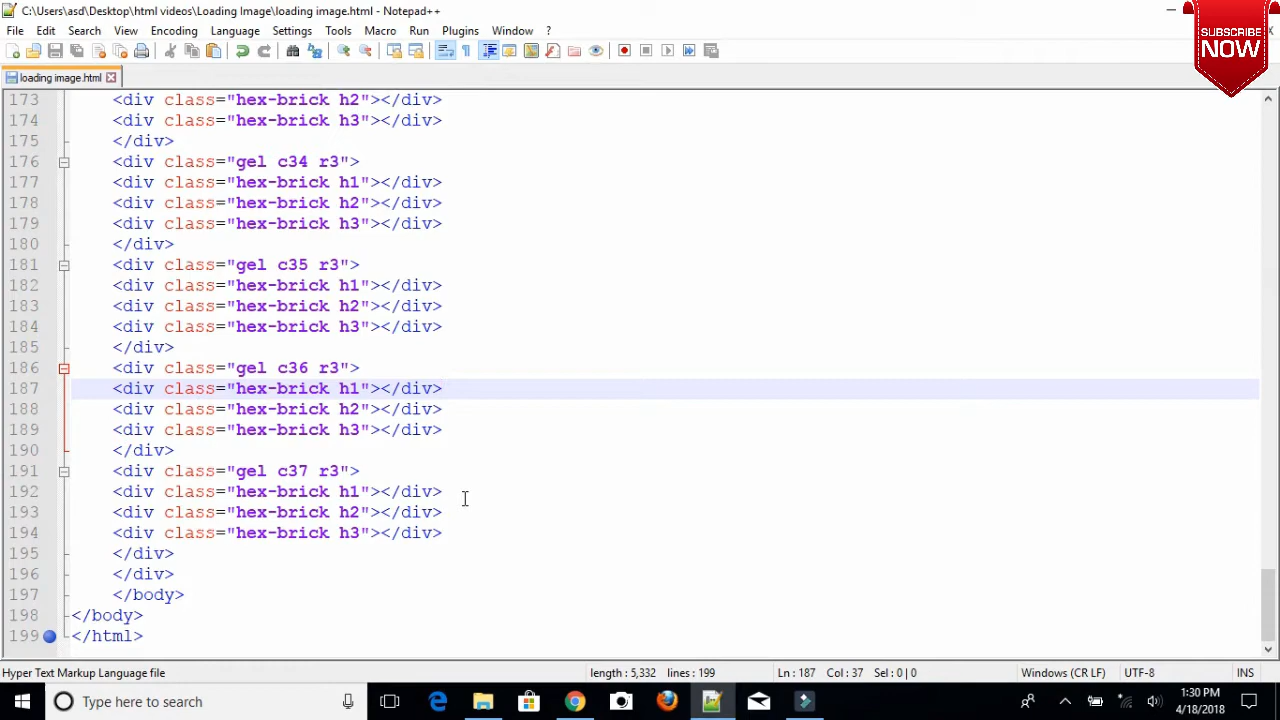 C:\Users\asd\Desktop\html videos\Loading Image\loading image.html - Notepad++
SUBSCRIBE
NOW
File Edit Search View Encoding Language Settings Tools Macro Run Plugins Window ?
loading image.html
173 <div class="hex-brick h2"></div>
174 <div class="hex-brick h3"></div>
175 </div>
176 <div class="gel c34 r3">
177 <div class="hex-brick h1"></div>
178 <div class="hex-brick h2"></div>
179 <div class="hex-brick h3"></div>
180 </div>
181 <div class="gel c35 r3">
182 <div class="hex-brick h1"></div>
183 <div class="hex-brick h2"></div>
184 <div class="hex-brick h3"></div>
185 </div>
186 <div class="gel c36 r3">
187 <div class="hex-brick h1"></div>
188 <div class="hex-brick h2"></div>
189 <div class="hex-brick h3"></div>
190 </div>
191 <div class="gel c37 r3">
192 <div class="hex-brick h1"></div>
193 <div class="hex-brick h2"></div>
194 <div class="hex-brick h3"></div>
195 </div>
196 </div>
197 </body>
198 </body>
199 </html>
Hyper Text Markup Language file length : 5,332 lines : 199 Ln : 187 Col : 37 Sel : 0 | 0 Windows (CR LF) UTF-8 INS
Type here to search
1:30 PM
4/18/2018